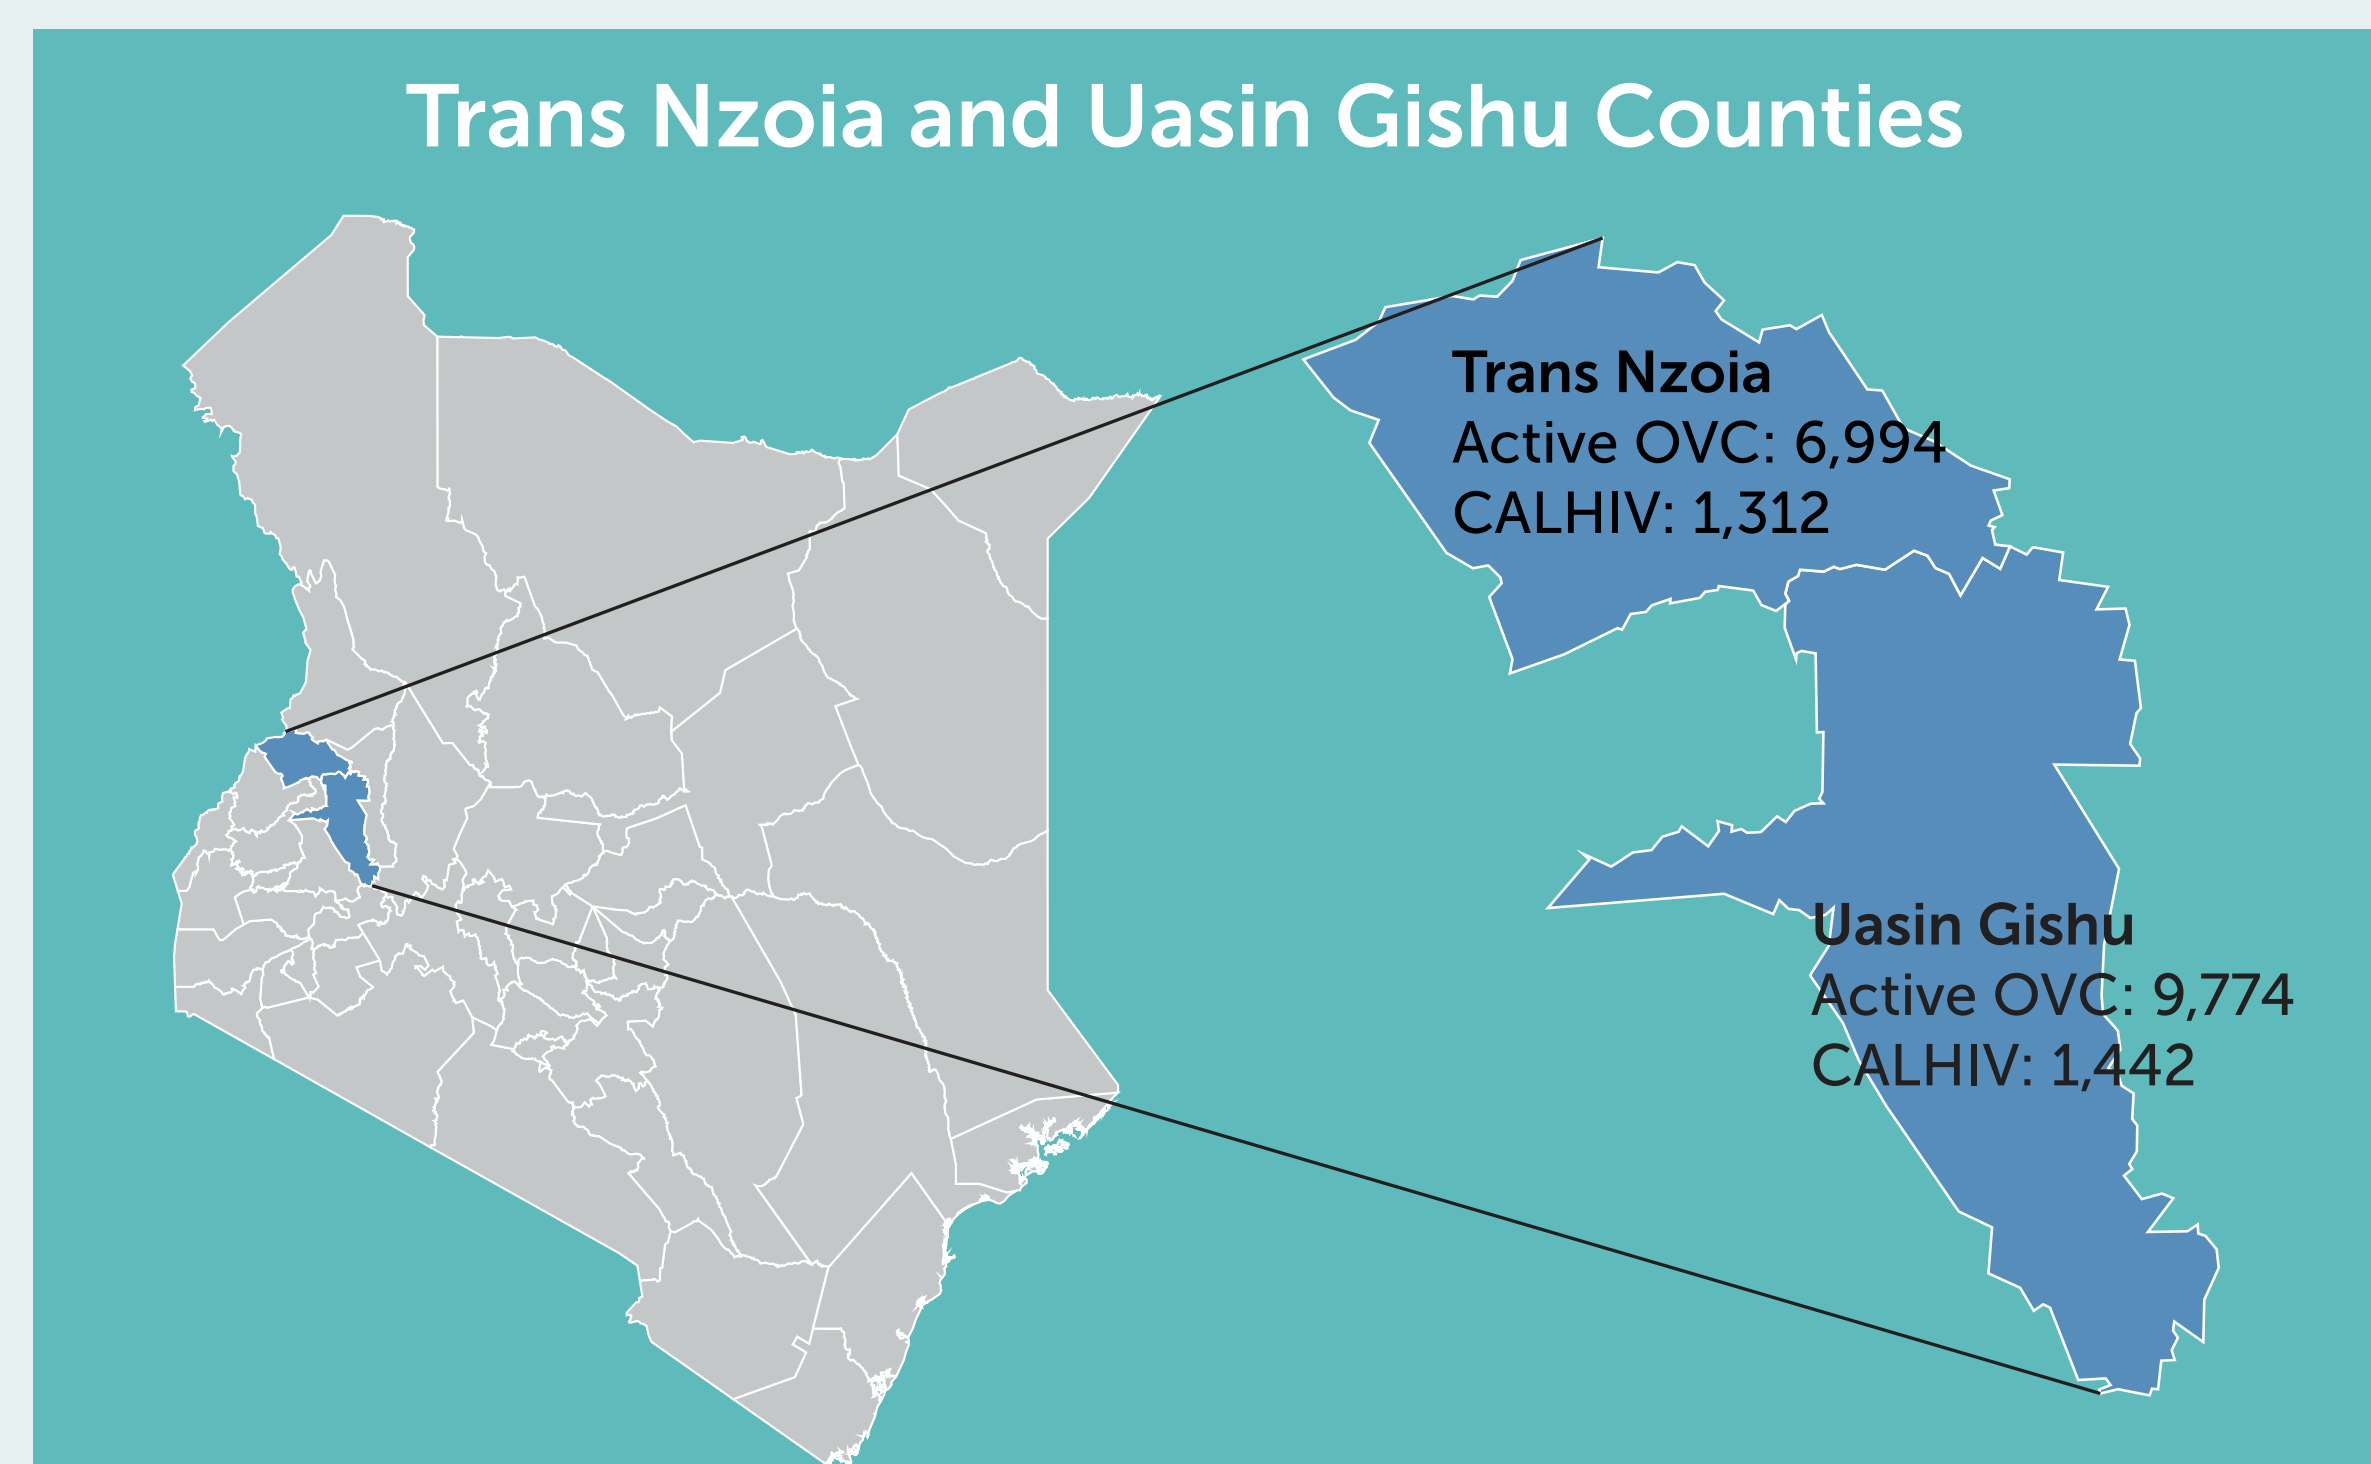 Trans Nzoia and Uasin Gishu Counties
Trans Nzoia
Active OVC: 6,994
CALHIV: 1,312
Uasin Gishu
Active OVC: 9,774
CALHIV: 1,442